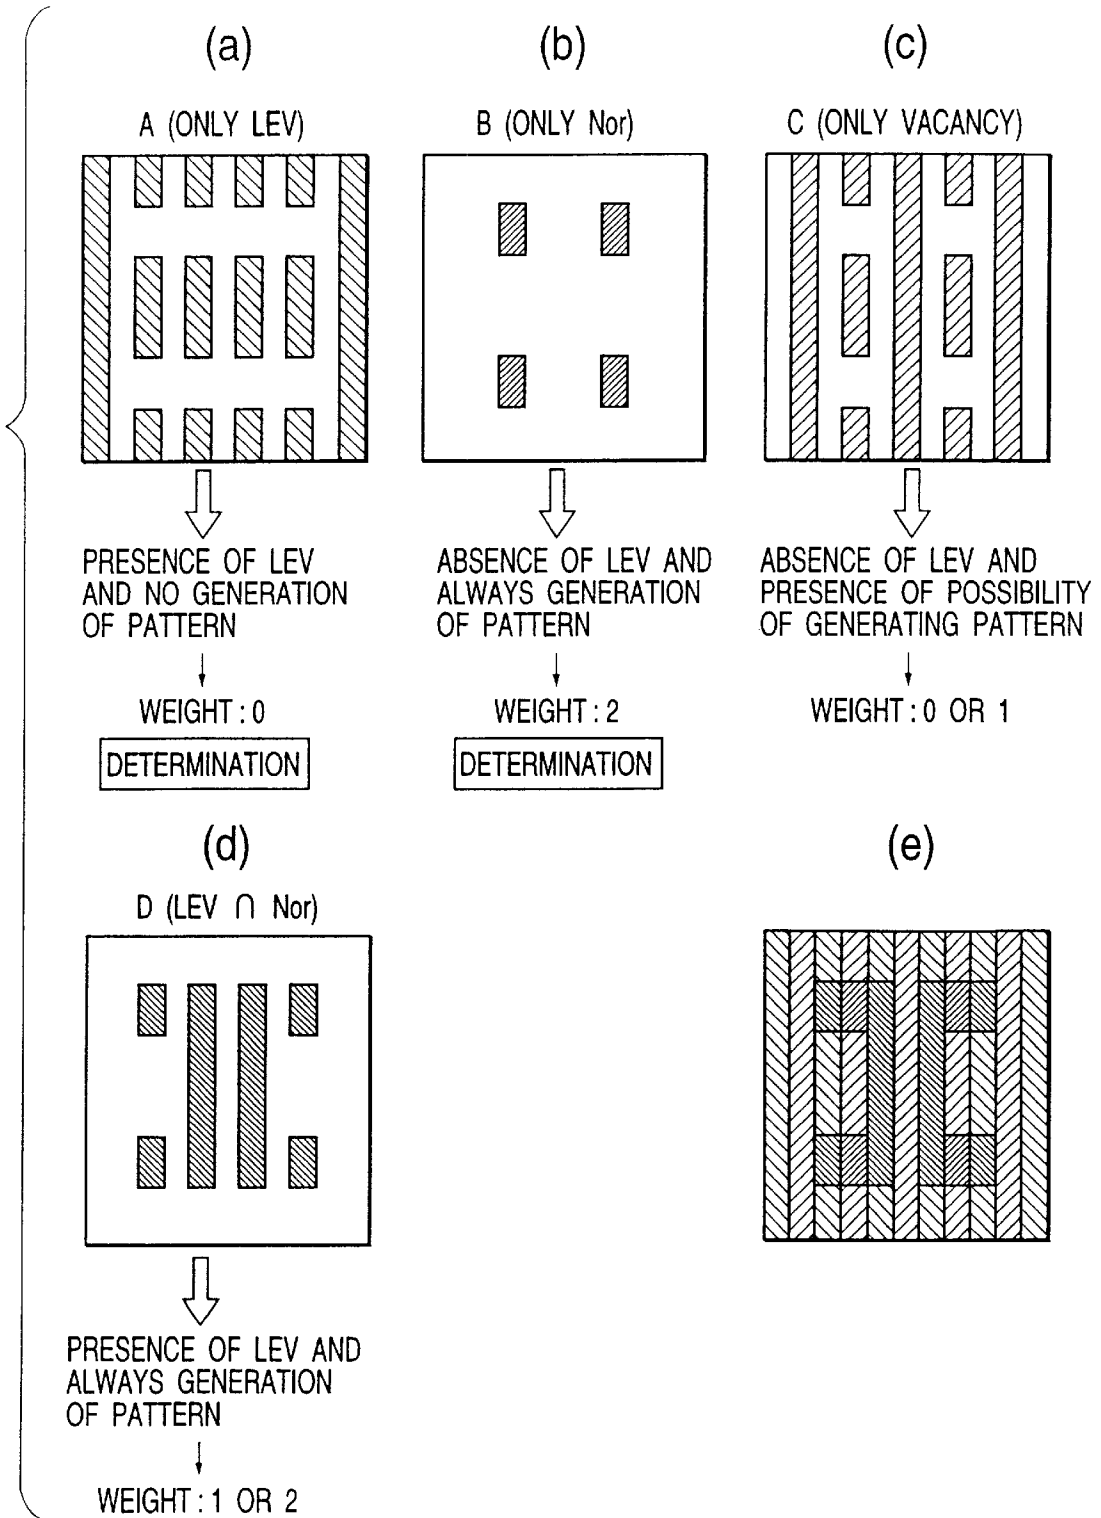 (a)
A (ONLY LEV)
PRESENCE OF LEV
AND NO GENERATION
OF PATTERN
WEIGHT : 0
DETERMINATION
(b)
B (ONLY Nor)
ABSENCE OF LEV AND
ALWAYS GENERATION
OF PATTERN
WEIGHT : 2
DETERMINATION
(c)
C (ONLY VACANCY)
ABSENCE OF LEV AND
PRESENCE OF POSSIBILITY
OF GENERATING PATTERN
WEIGHT : 0 OR 1
(d)
D (LEV ∩ Nor)
PRESENCE OF LEV AND
ALWAYS GENERATION
OF PATTERN
WEIGHT : 1 OR 2
(e)